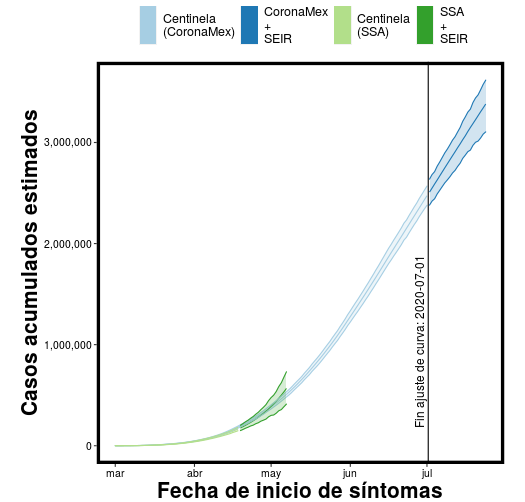 Centinela
(CoronaMex)
CoronaMex
+
SEIR
Centinela
(SSA)
SSA
+
SEIR
Casos acumulados estimados
3,000,000
2,000,000
1,000,000
0
Fin ajuste de curva: 2020-07-01
mar
abr
may
jun
jul
Fecha de inicio de síntomas